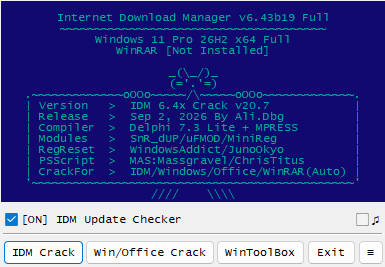 Internet Download Manager v6.43b19 Full
~~~~~~~~~~~~~~~~~~~~~~~~~~~~~~~~~~~~~~~
Windows 11 Pro 26H2 x64 Full
WinRAR [Not Installed]
_(\_/)_
(='.'=)
.~~~~~~~~~~~~~oOOo~~~~~/\~~~~~oOOo~~~~~~~~~~~~~.
| Version   >  IDM 6.4x Crack v20.7 |
| Release   >  Sep 2, 2026 By Ali.Dbg |
| Compiler  >  Delphi 7.3 Lite + MPRESS |
| Modules   >  SnR_dUP/uFMOD/MiniReg |
| RegReset  >  WindowsAddict/JunoOkyo |
| PSScript  >  MAS:Massgravel/ChrisTitus |
| CrackFor  >  IDM/Windows/Office/WinRAR(Auto) |
'~~~~~~~~~~~~~~~~~~~~~~~~~~~~~~~~~~~~~~~~~~~~~~'
////    \\\\
[ON] IDM Update Checker ♫
IDM Crack Win/Office Crack WinToolBox Exit ≡